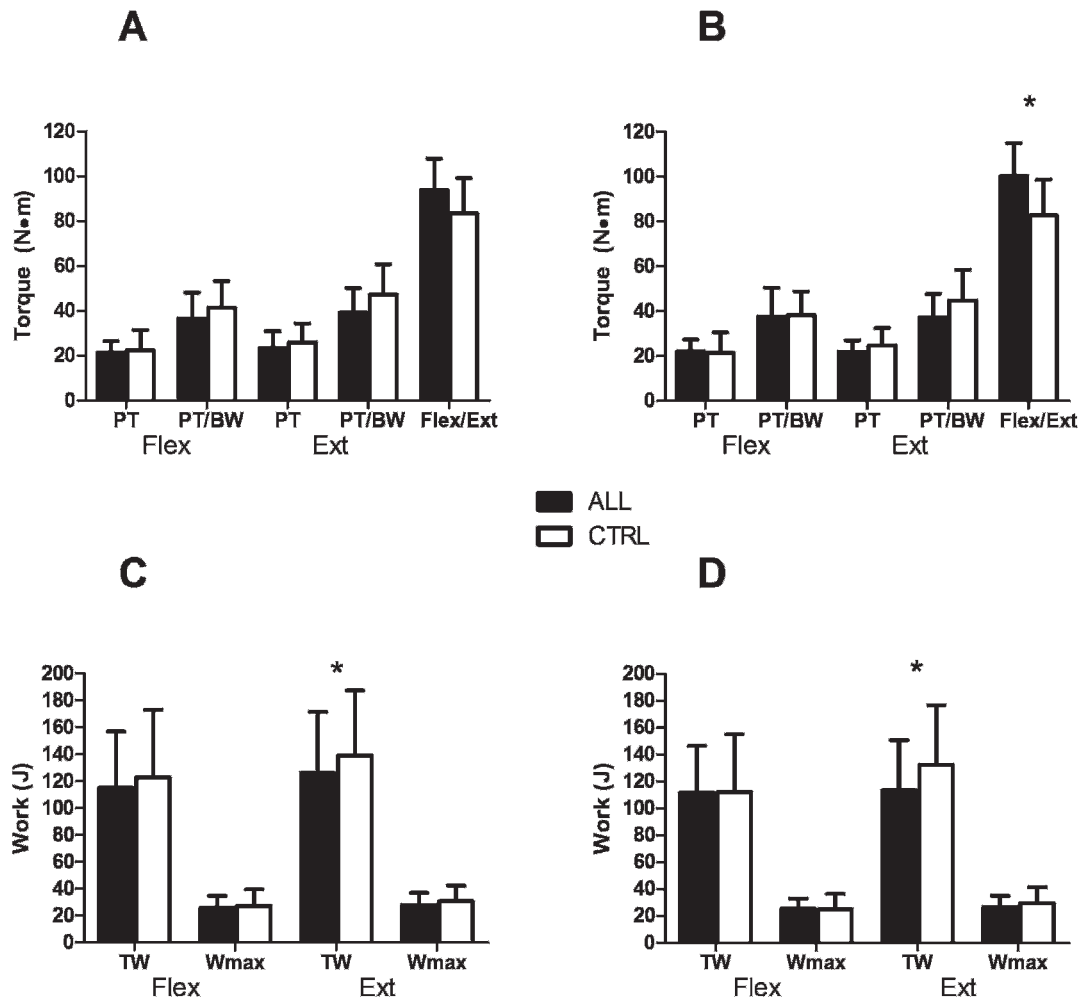 A
B
*
120
100
80
60
40
20
0
Torque (N•m)
PT PT/BW PT PT/BW Flex/Ext
Flex Ext
120
100
80
60
40
20
0
Torque (N•m)
PT PT/BW PT PT/BW Flex/Ext
Flex Ext
ALL
CTRL
C
D
*
200
180
160
140
120
100
80
60
40
20
0
Work (J)
TW Wmax TW Wmax
Flex Ext
*
200
180
160
140
120
100
80
60
40
20
0
Work (J)
TW Wmax TW Wmax
Flex Ext